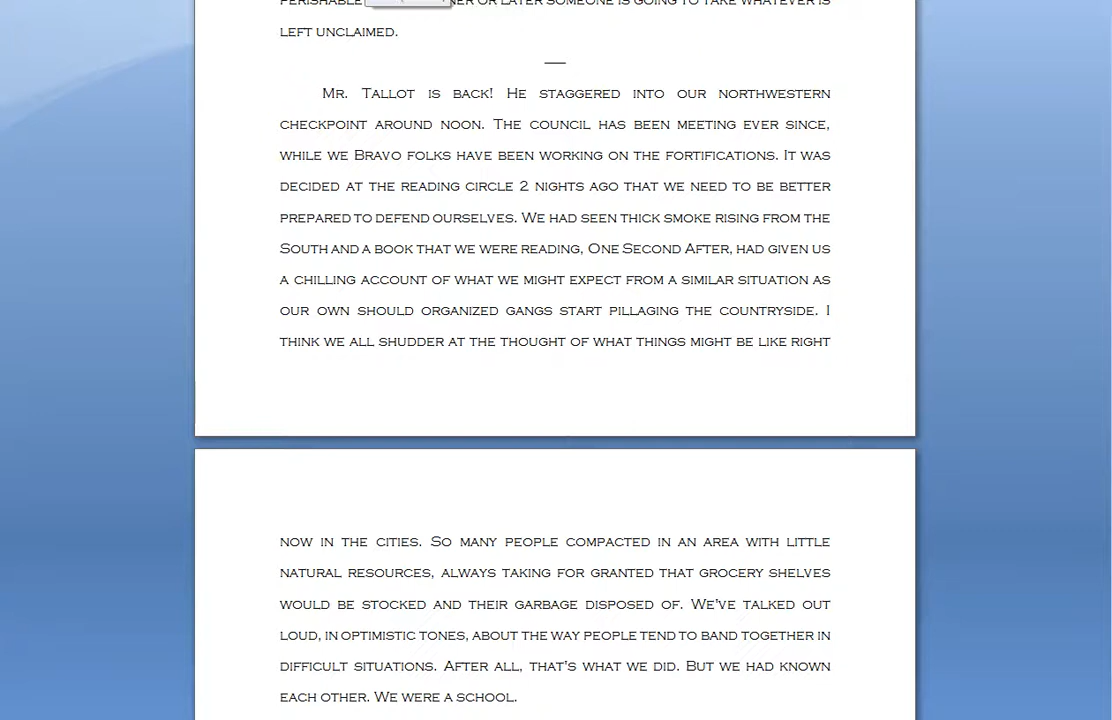 LEFT UNCLAIMED.
—
MR. TALLOT IS BACK! HE STAGGERED INTO OUR NORTHWESTERN
CHECKPOINT AROUND NOON. THE COUNCIL HAS BEEN MEETING EVER SINCE,
WHILE WE BRAVO FOLKS HAVE BEEN WORKING ON THE FORTIFICATIONS. IT WAS
DECIDED AT THE READING CIRCLE 2 NIGHTS AGO THAT WE NEED TO BE BETTER
PREPARED TO DEFEND OURSELVES. WE HAD SEEN THICK SMOKE RISING FROM THE
SOUTH AND A BOOK THAT WE WERE READING, ONE SECOND AFTER, HAD GIVEN US
A CHILLING ACCOUNT OF WHAT WE MIGHT EXPECT FROM A SIMILAR SITUATION AS
OUR OWN SHOULD ORGANIZED GANGS START PILLAGING THE COUNTRYSIDE. I
THINK WE ALL SHUDDER AT THE THOUGHT OF WHAT THINGS MIGHT BE LIKE RIGHT
NOW IN THE CITIES. SO MANY PEOPLE COMPACTED IN AN AREA WITH LITTLE
NATURAL RESOURCES, ALWAYS TAKING FOR GRANTED THAT GROCERY SHELVES
WOULD BE STOCKED AND THEIR GARBAGE DISPOSED OF. WE'VE TALKED OUT
LOUD, IN OPTIMISTIC TONES, ABOUT THE WAY PEOPLE TEND TO BAND TOGETHER IN
DIFFICULT SITUATIONS. AFTER ALL, THAT'S WHAT WE DID. BUT WE HAD KNOWN
EACH OTHER. WE WERE A SCHOOL.